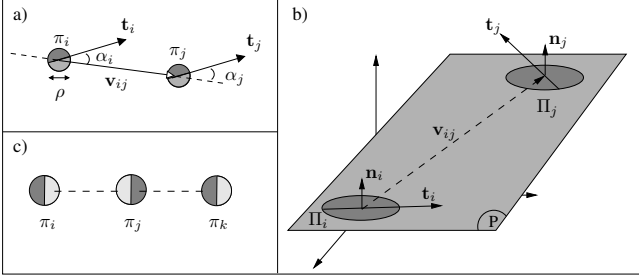 a)
π_i
t_i
α_i
π_j
t_j
v_ij
α_j
ρ
c)
π_i π_j π_k
b)
t_j
n_j
Π_j
v_ij
n_i
t_i
Π_i
P